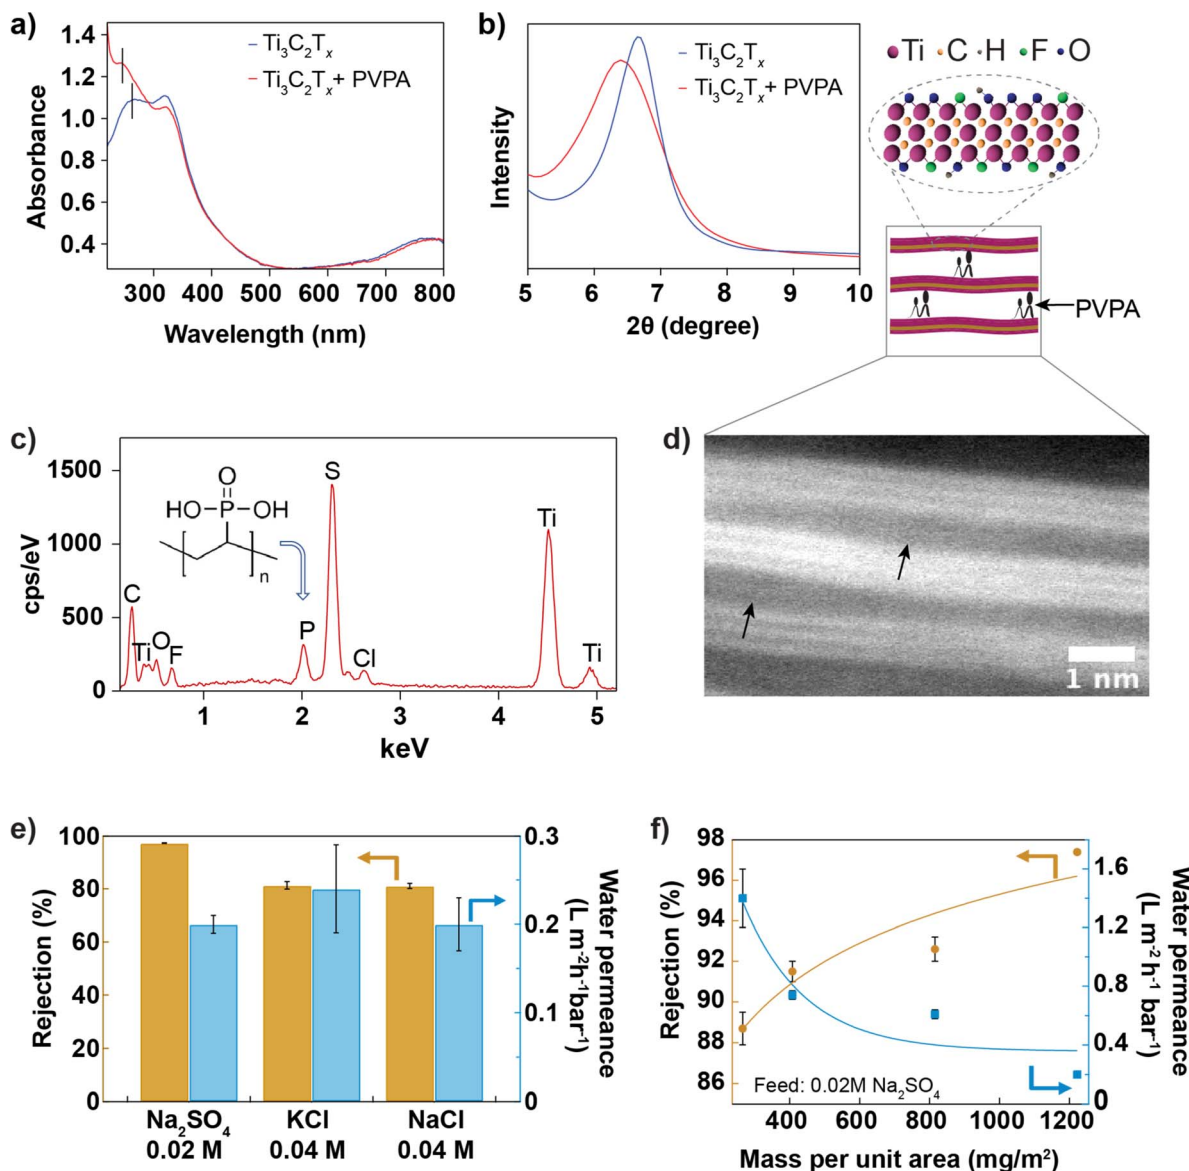 a)
1.4
1.2
1.0
0.8
0.6
0.4
Absorbance
Ti₃C₂Tₓ
Ti₃C₂Tₓ + PVPA
300 400 500 600 700 800
Wavelength (nm)
b)
Intensity
Ti₃C₂Tₓ
Ti₃C₂Tₓ + PVPA
5 6 7 8 9 10
2θ (degree)
Ti C H F O
PVPA
c)
1500
1000
500
0
cps/eV
O
HO P OH
n
C
Ti O F
P
S
Cl
Ti
Ti
1 2 3 4 5
keV
d)
1 nm
e)
100
80
60
40
20
0
Rejection (%)
0.3
0.2
0.1
0
Water permeance
(L m⁻²h⁻¹bar⁻¹)
Na₂SO₄ KCl NaCl
0.02 M 0.04 M 0.04 M
f)
98
96
94
92
90
88
86
Rejection (%)
1.6
1.2
0.8
0.4
0
Water permeance
(L m⁻²h⁻¹ bar⁻¹)
Feed: 0.02M Na₂SO₄
400 600 800 1000 1200
Mass per unit area (mg/m²)